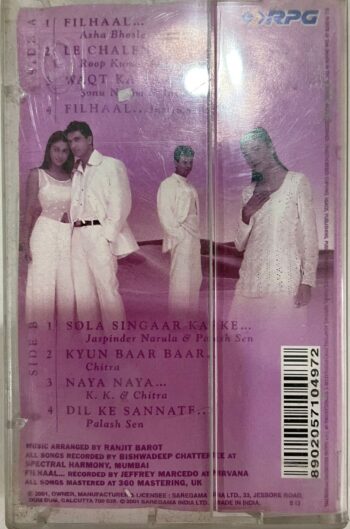 SIDE A
1 FILHAAL...
Asha Bhosle
2 LE CHALEN
Roop Kum
3 WAQT KA
Sonu N
4 FILHAAL...
RPG
SIDE B
1 SOLA SINGAAR KARKE...
Jaspinder Narula & Palash Sen
2 KYUN BAAR BAAR...
Chitra
3 NAYA NAYA...
K. K. & Chitra
4 DIL KE SANNATE...
Palash Sen
MUSIC ARRANGED BY RANJIT BAROT
ALL SONGS RECORDED BY BISHWADEEP CHATTERJEE AT
SPECTRAL HARMONY, MUMBAI
FILHAAL... RECORDED BY JEFFREY MARCEDO AT NIRVANA
ALL SONGS MASTERED AT 360 MASTERING, UK
© 2001, OWNER, MANUFACTURER & LICENSEE : SAREGAMA INDIA LTD., 33, JESSORE ROAD,
DUM DUM, CALCUTTA 700 028. © 2001 SAREGAMA INDIA LTD. MADE IN INDIA.
8902057104972